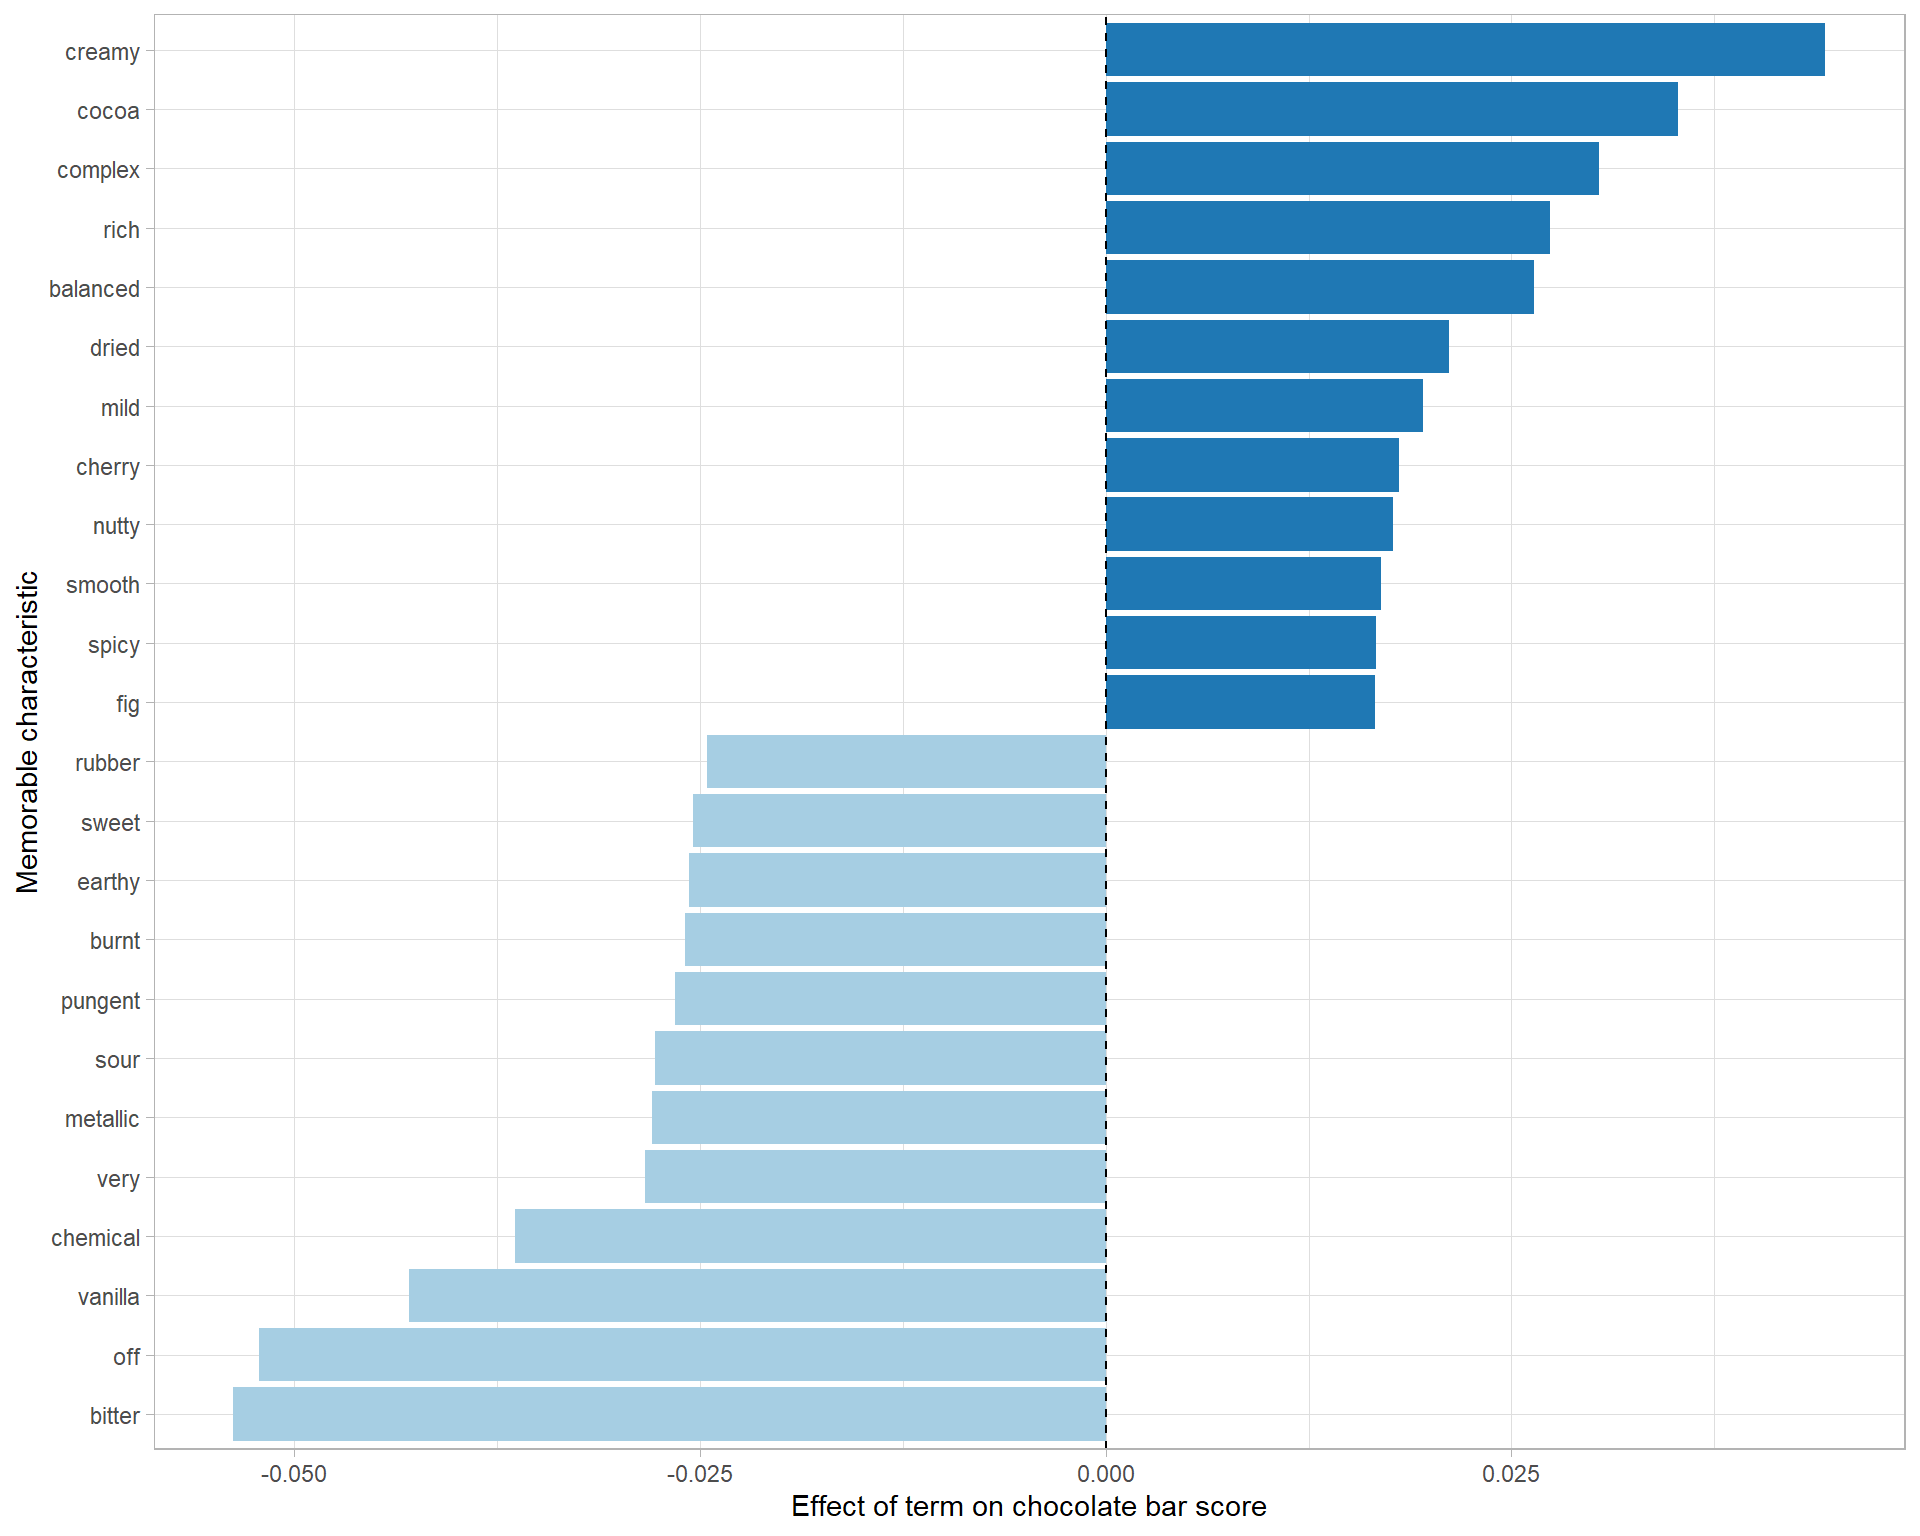 creamy
cocoa
complex
rich
balanced
dried
mild
cherry
nutty
smooth
spicy
fig
rubber
sweet
earthy
burnt
pungent
sour
metallic
very
chemical
vanilla
off
bitter
Memorable characteristic
-0.050 -0.025 0.000 0.025
Effect of term on chocolate bar score